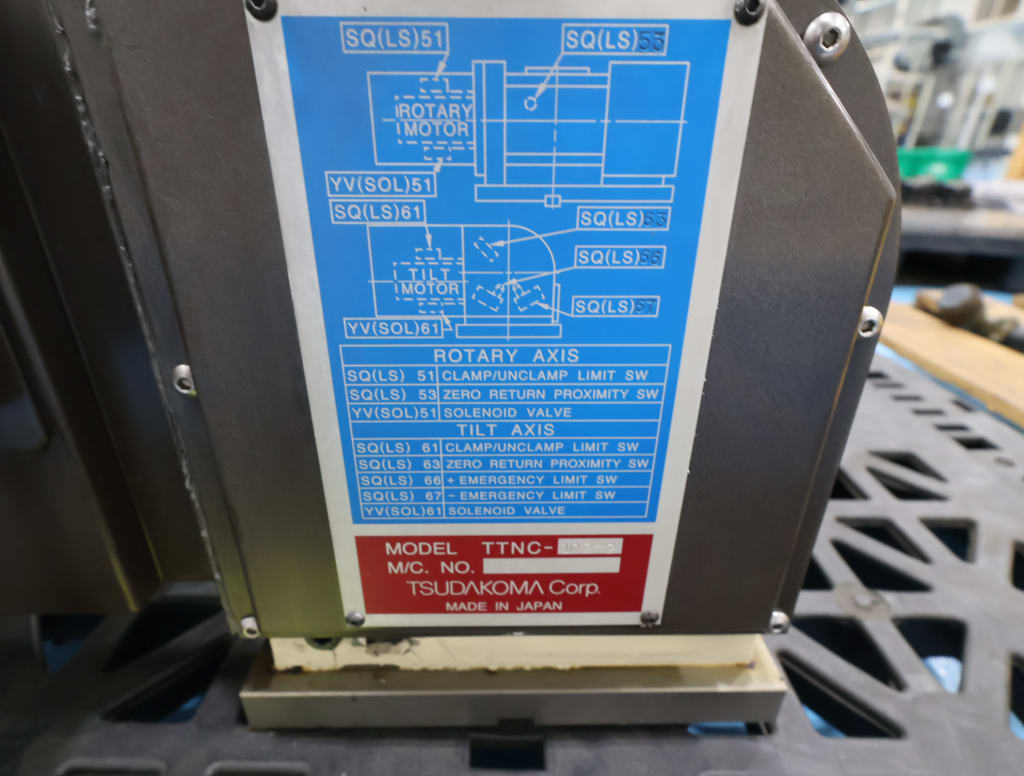 SQ(LS)51
SQ(LS)53
ROTARY
MOTOR
YV(SOL)51
SQ(LS)61
SQ(LS)
SQ(LS)66
TILT
MOTOR
SQ(LS)67
YV(SOL)61
ROTARY AXIS
SQ(LS) 51 CLAMP/UNCLAMP LIMIT SW
SQ(LS) 53 ZERO RETURN PROXIMITY SW
YV(SOL)51 SOLENOID VALVE
TILT AXIS
SQ(LS) 61 CLAMP/UNCLAMP LIMIT SW
SQ(LS) 63 ZERO RETURN PROXIMITY SW
SQ(LS) 66 + EMERGENCY LIMIT SW
SQ(LS) 67 - EMERGENCY LIMIT SW
YV(SOL)61 SOLENOID VALVE
MODEL TTNC-
M/C. NO.
TSUDAKOMA Corp.
MADE IN JAPAN